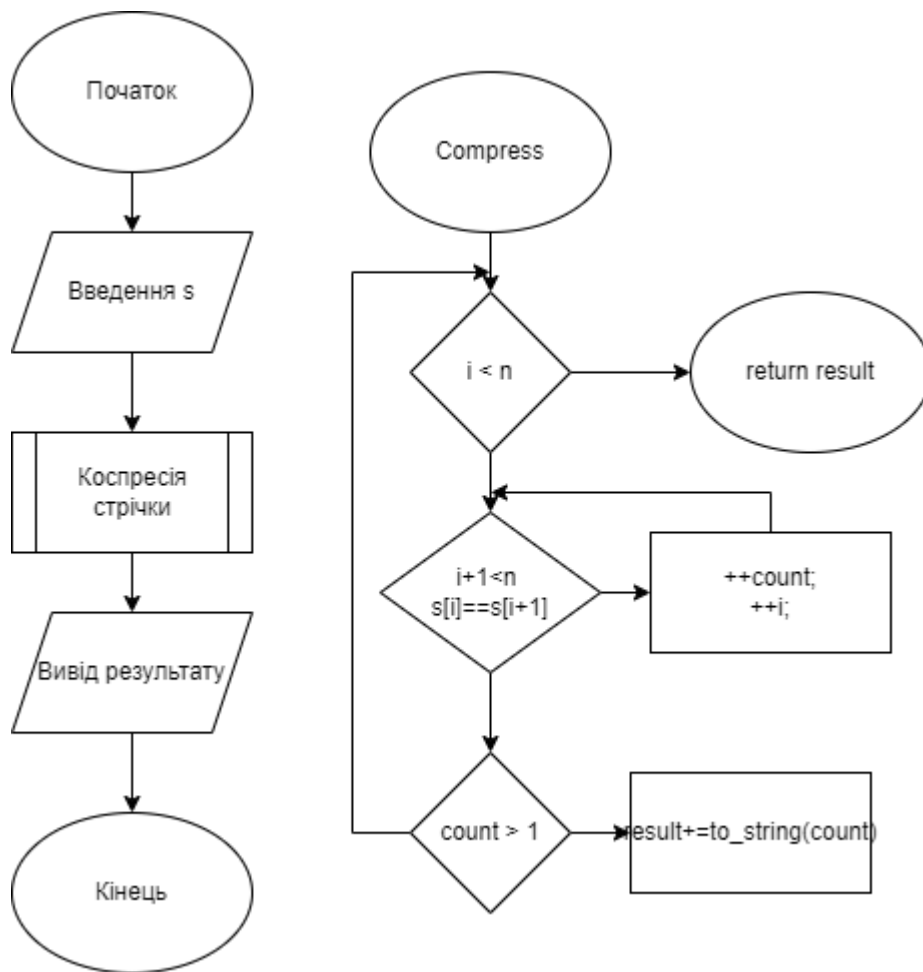 Початок
Введення s
Коспресія
стрічки
Вивід результату
Кінець
Compress
i < n
return result
i+1<n
s[i]==s[i+1]
++count;
++i;
count > 1
result+=to_string(count)